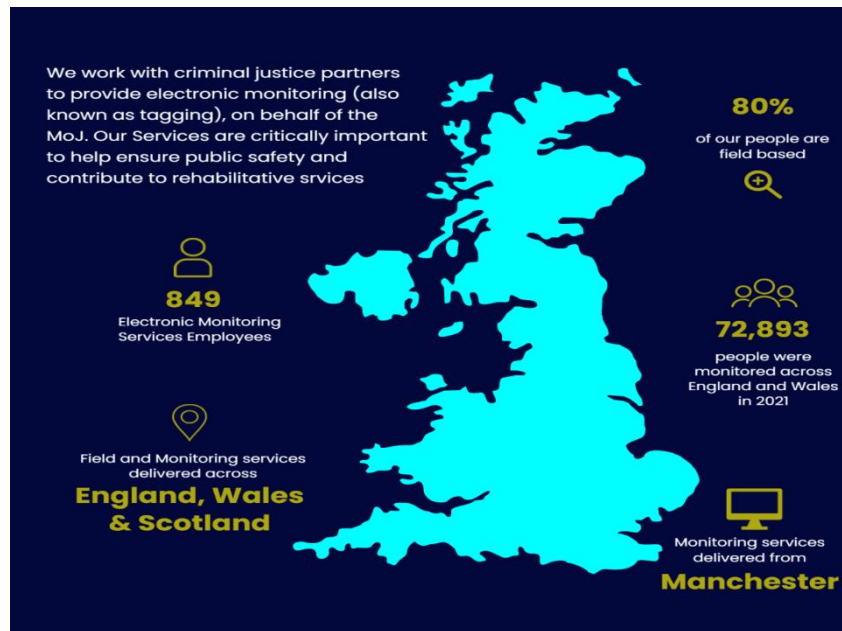 We work with criminal justice partners
to provide electronic monitoring (also
known as tagging), on behalf of the
MoJ. Our Services are critically important
to help ensure public safety and
contribute to rehabilitative srvices
80%
of our people are
field based
849
Electronic Monitoring
Services Employees
72,893
people were
monitored across
England and Wales
in 2021
Field and Monitoring services
delivered across
England, Wales
& Scotland
Monitoring services
delivered from
Manchester